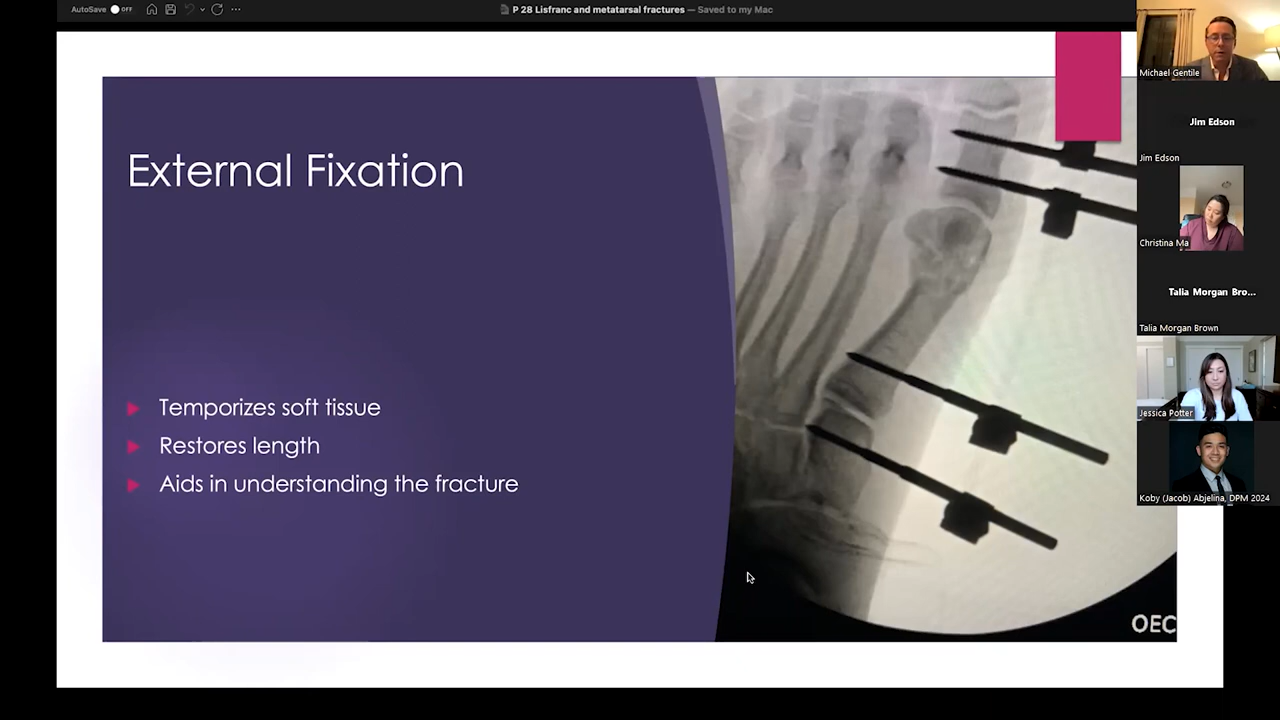 AutoSave OFF
P 28 Lisfranc and metatarsal fractures — Saved to my Mac
External Fixation
Temporizes soft tissue
Restores length
Aids in understanding the fracture
OEC
Michael Gentile
Jim Edson
Jim Edson
Christina Ma
Talia Morgan Bro...
Talia Morgan Brown
Jessica Potter
Koby (Jacob) Abjelina, DPM 2024